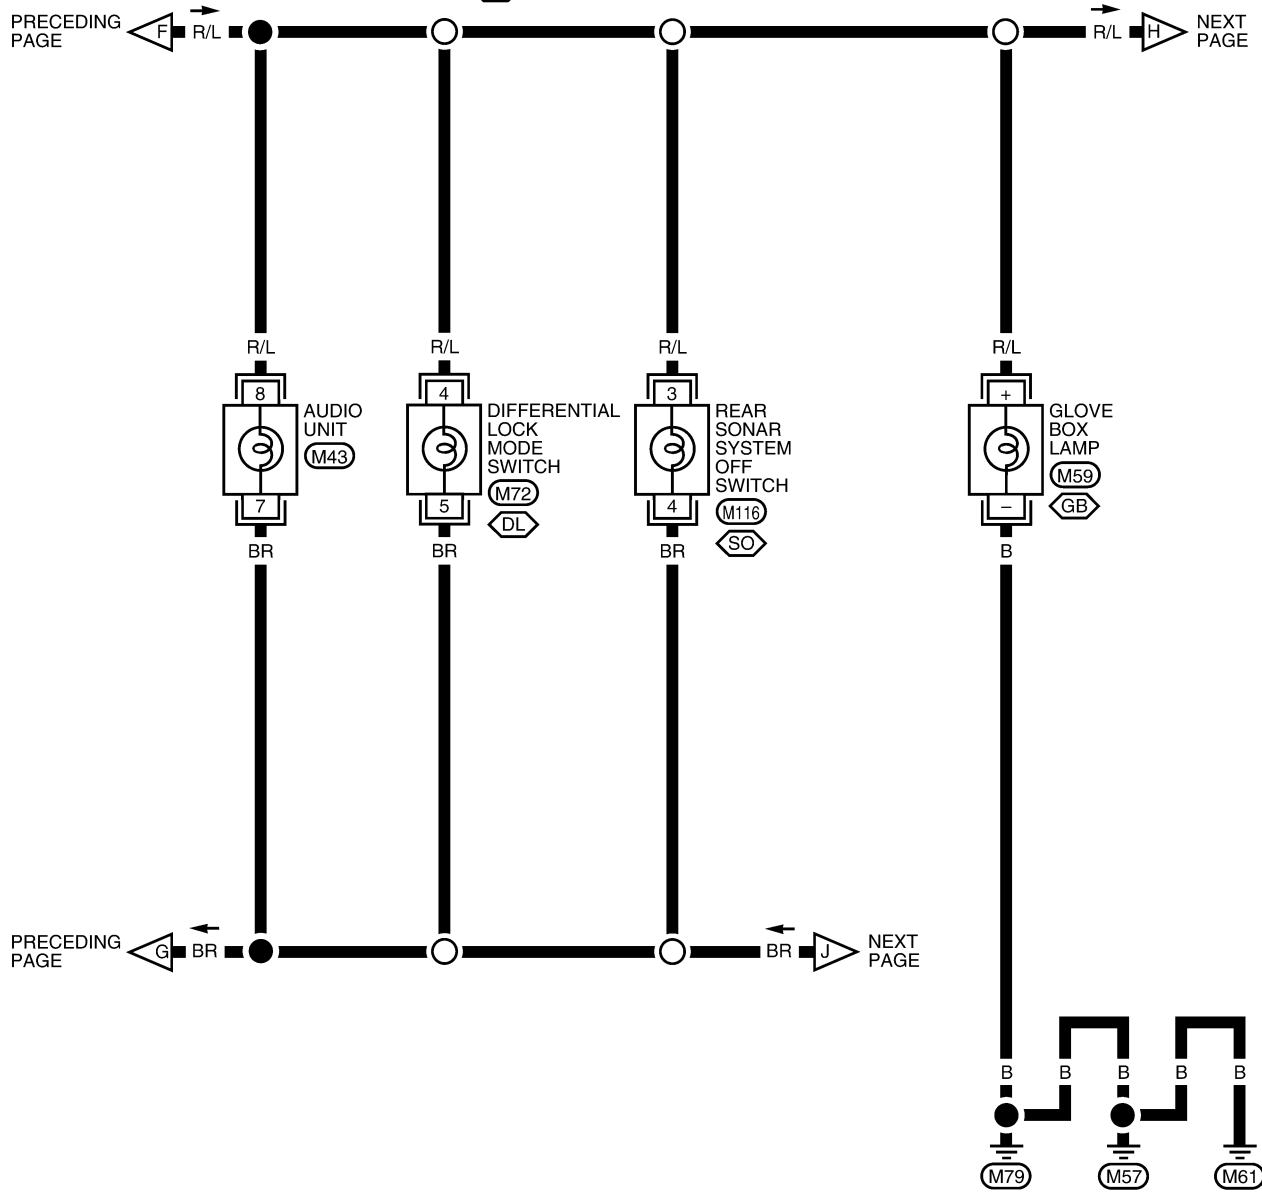 PRECEDING
PAGE
F
R/L
R/L
H
NEXT
PAGE
R/L
R/L
R/L
R/L
8
AUDIO
UNIT
M43
7
BR
4
DIFFERENTIAL
LOCK
MODE
SWITCH
M72
DL
5
BR
3
REAR
SONAR
SYSTEM
OFF
SWITCH
M116
SO
4
BR
+
GLOVE
BOX
LAMP
M59
GB
–
B
PRECEDING
PAGE
G
BR
BR
J
NEXT
PAGE
B
B
B
B
B
M79
M57
M61